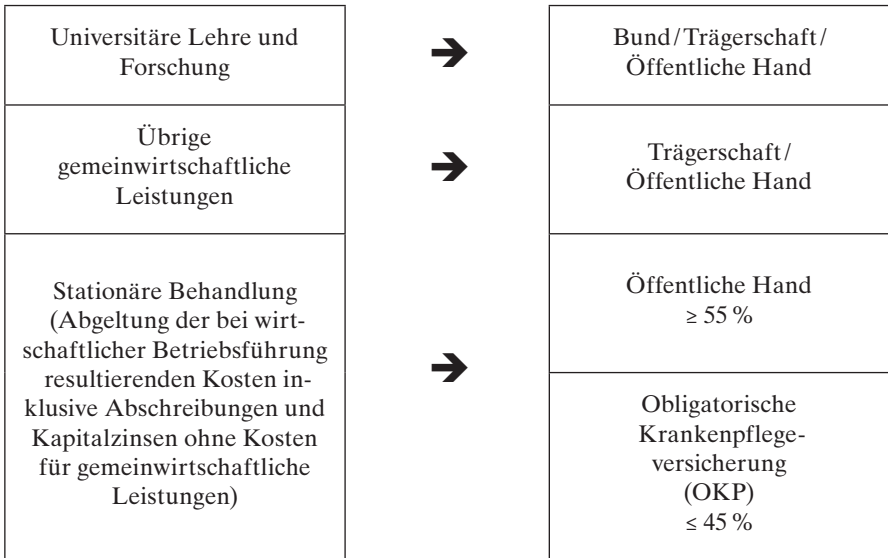 Universitäre Lehre und
Forschung
➔
Bund/Trägerschaft/
Öffentliche Hand
Übrige
gemeinwirtschaftliche
Leistungen
➔
Trägerschaft/
Öffentliche Hand
Stationäre Behandlung
(Abgeltung der bei wirt-
schaftlicher Betriebsführung
resultierenden Kosten in-
klusive Abschreibungen und
Kapitalzinsen ohne Kosten
für gemeinwirtschaftliche
Leistungen)
➔
Öffentliche Hand
≥ 55 %
Obligatorische
Krankenpflege-
versicherung
(OKP)
≤ 45 %